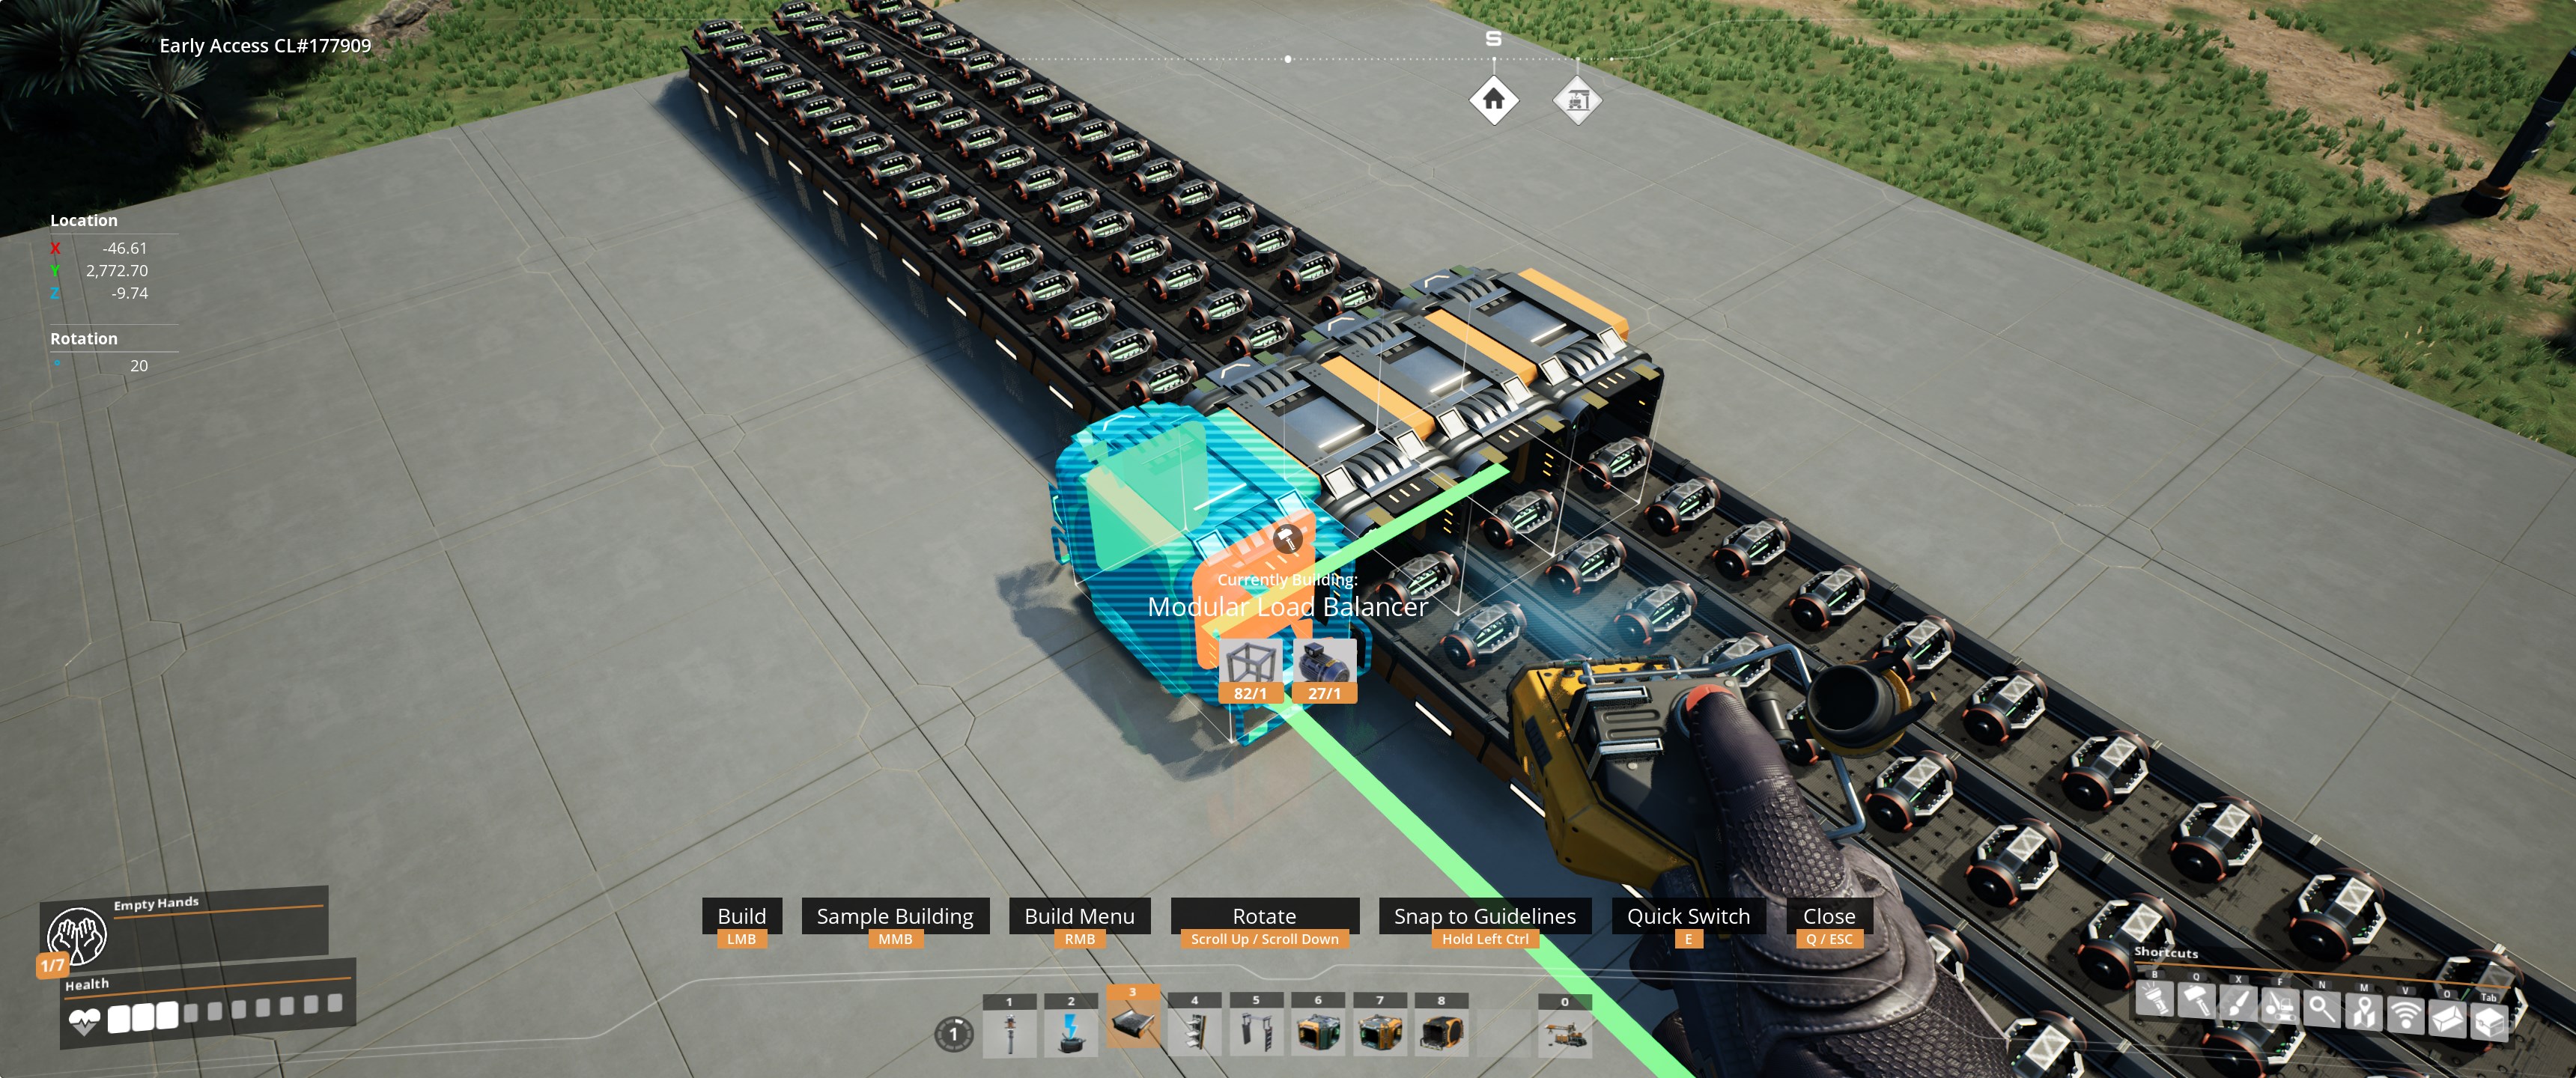 Early Access CL#177909
S
Location
X -46.61
Y 2,772.70
Z -9.74
Rotation
° 20
Currently Building:
Modular Load Balancer
82/1 27/1
Build Sample Building Build Menu Rotate Snap to Guidelines Quick Switch Close
LMB MMB RMB Scroll Up / Scroll Down Hold Left Ctrl E Q / ESC
Empty Hands
1/7
Health
1
1 2 3 4 5 6 7 8 0
Shortcuts
B Q X F N M V O Tab